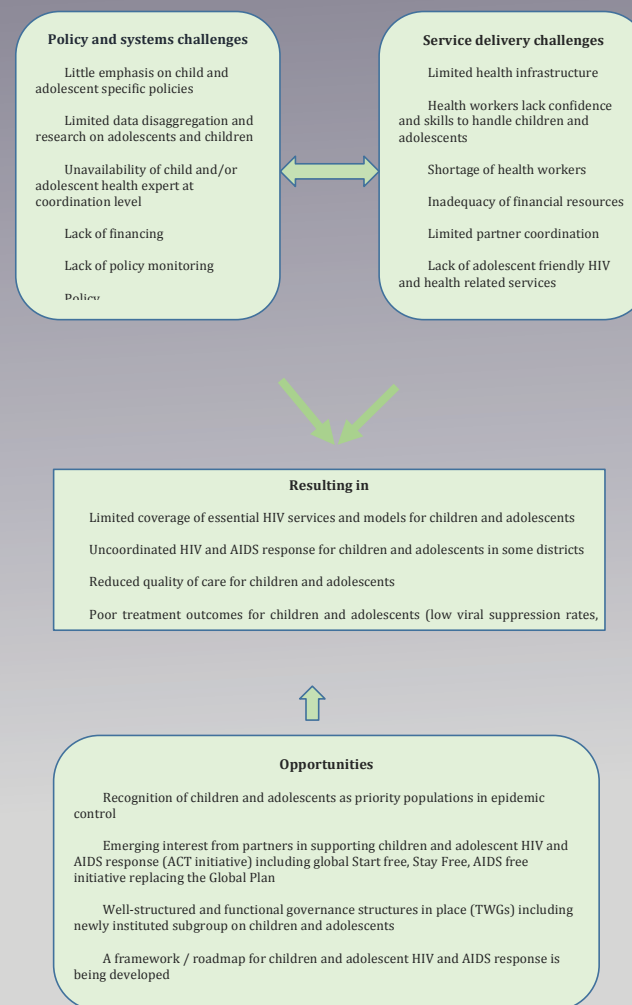 Policy and systems challenges
Little emphasis on child and
adolescent specific policies
Limited data disaggregation and
research on adolescents and children
Unavailability of child and/or
adolescent health expert at
coordination level
Lack of financing
Lack of policy monitoring
Policy
Service delivery challenges
Limited health infrastructure
Health workers lack confidence
and skills to handle children and
adolescents
Shortage of health workers
Inadequacy of financial resources
Limited partner coordination
Lack of adolescent friendly HIV
and health related services
Resulting in
Limited coverage of essential HIV services and models for children and adolescents
Uncoordinated HIV and AIDS response for children and adolescents in some districts
Reduced quality of care for children and adolescents
Poor treatment outcomes for children and adolescents (low viral suppression rates,
Opportunities
Recognition of children and adolescents as priority populations in epidemic
control
Emerging interest from partners in supporting children and adolescent HIV and
AIDS response (ACT initiative) including global Start free, Stay Free, AIDS free
initiative replacing the Global Plan
Well-structured and functional governance structures in place (TWGs) including
newly instituted subgroup on children and adolescents
A framework / roadmap for children and adolescent HIV and AIDS response is
being developed